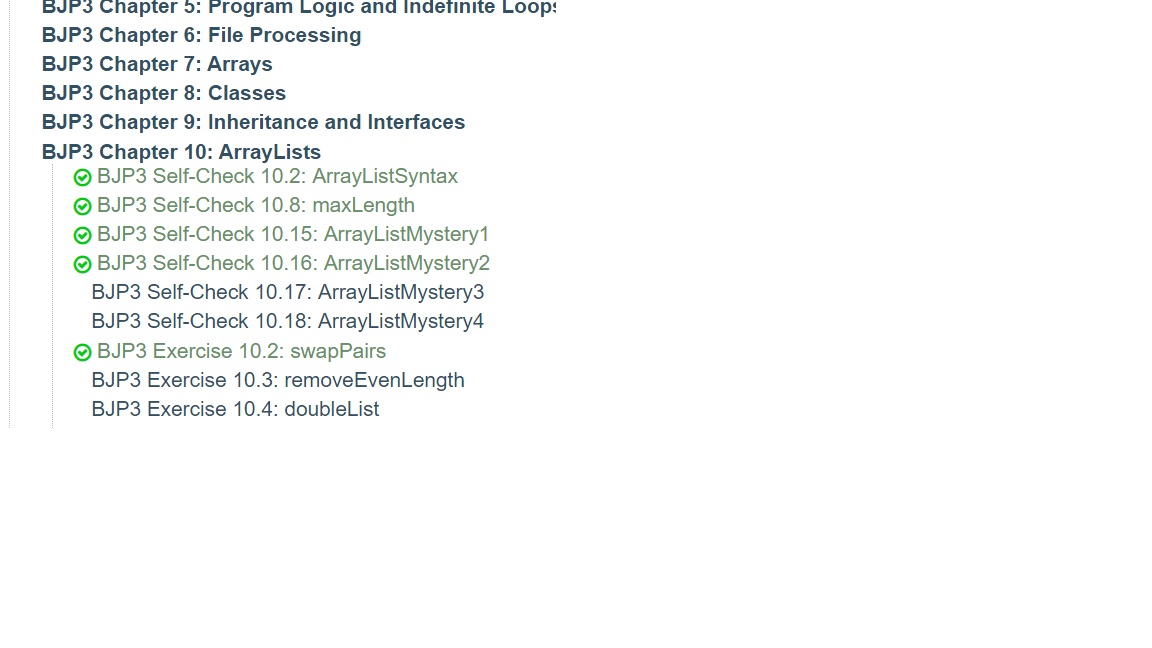 BJP3 Chapter 5: Program Logic and Indefinite Loops
BJP3 Chapter 6: File Processing
BJP3 Chapter 7: Arrays
BJP3 Chapter 8: Classes
BJP3 Chapter 9: Inheritance and Interfaces
BJP3 Chapter 10: ArrayLists
BJP3 Self-Check 10.2: ArrayListSyntax
BJP3 Self-Check 10.8: maxLength
BJP3 Self-Check 10.15: ArrayListMystery1
BJP3 Self-Check 10.16: ArrayListMystery2
BJP3 Self-Check 10.17: ArrayListMystery3
BJP3 Self-Check 10.18: ArrayListMystery4
BJP3 Exercise 10.2: swapPairs
BJP3 Exercise 10.3: removeEvenLength
BJP3 Exercise 10.4: doubleList